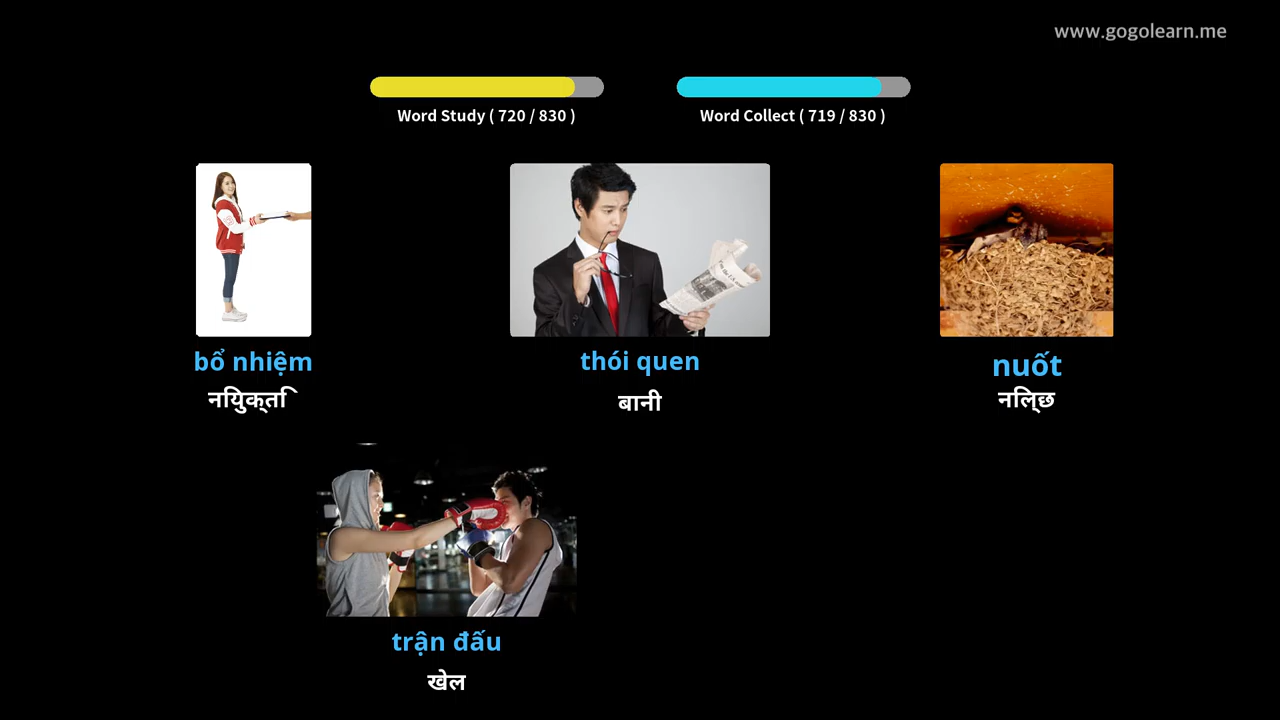 www.gogolearn.me
Word Study ( 720 / 830 )
Word Collect ( 719 / 830 )
bổ nhiệm
नियुक्ति
thói quen
बानी
nuốt
निल्छ
trận đấu
खेल